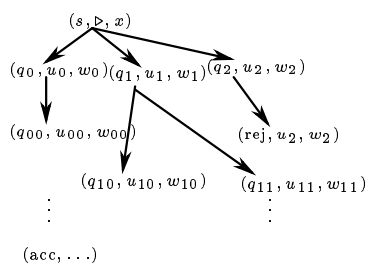 (s, ▹, x)
(q₀, u₀, w₀) (q₁, u₁, w₁) (q₂, u₂, w₂)
(q₀₀, u₀₀, w₀₀) (rej, u₂, w₂)
(q₁₀, u₁₀, w₁₀) (q₁₁, u₁₁, w₁₁)
⋮ ⋮
(acc, ...)